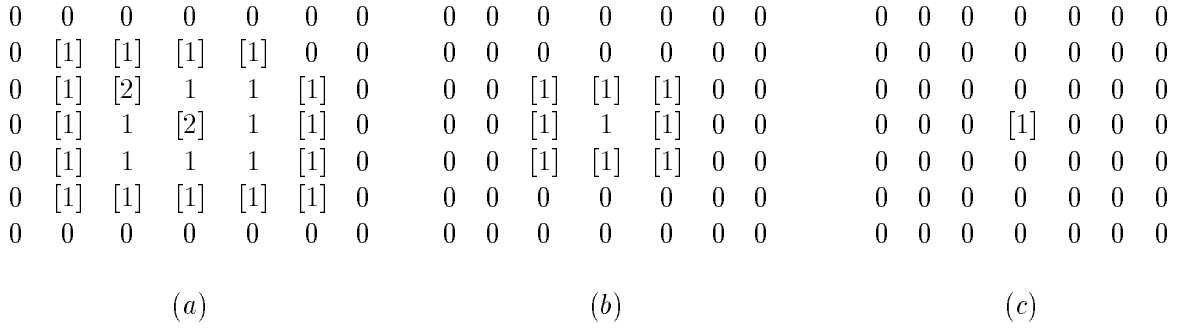 0 0 0 0 0 0 0 0 0 0 0 0 0 0 0 0 0 0 0 0 0
0 [1] [1] [1] [1] 0 0 0 0 0 0 0 0 0 0 0 0 0 0 0 0
0 [1] [2] 1 1 [1] 0 0 0 [1] [1] [1] 0 0 0 0 0 0 0 0 0
0 [1] 1 [2] 1 [1] 0 0 0 [1] 1 [1] 0 0 0 0 0 [1] 0 0 0
0 [1] 1 1 1 [1] 0 0 0 [1] [1] [1] 0 0 0 0 0 0 0 0 0
0 [1] [1] [1] [1] [1] 0 0 0 0 0 0 0 0 0 0 0 0 0 0 0
0 0 0 0 0 0 0 0 0 0 0 0 0 0 0 0 0 0 0 0 0
(a) (b) (c)